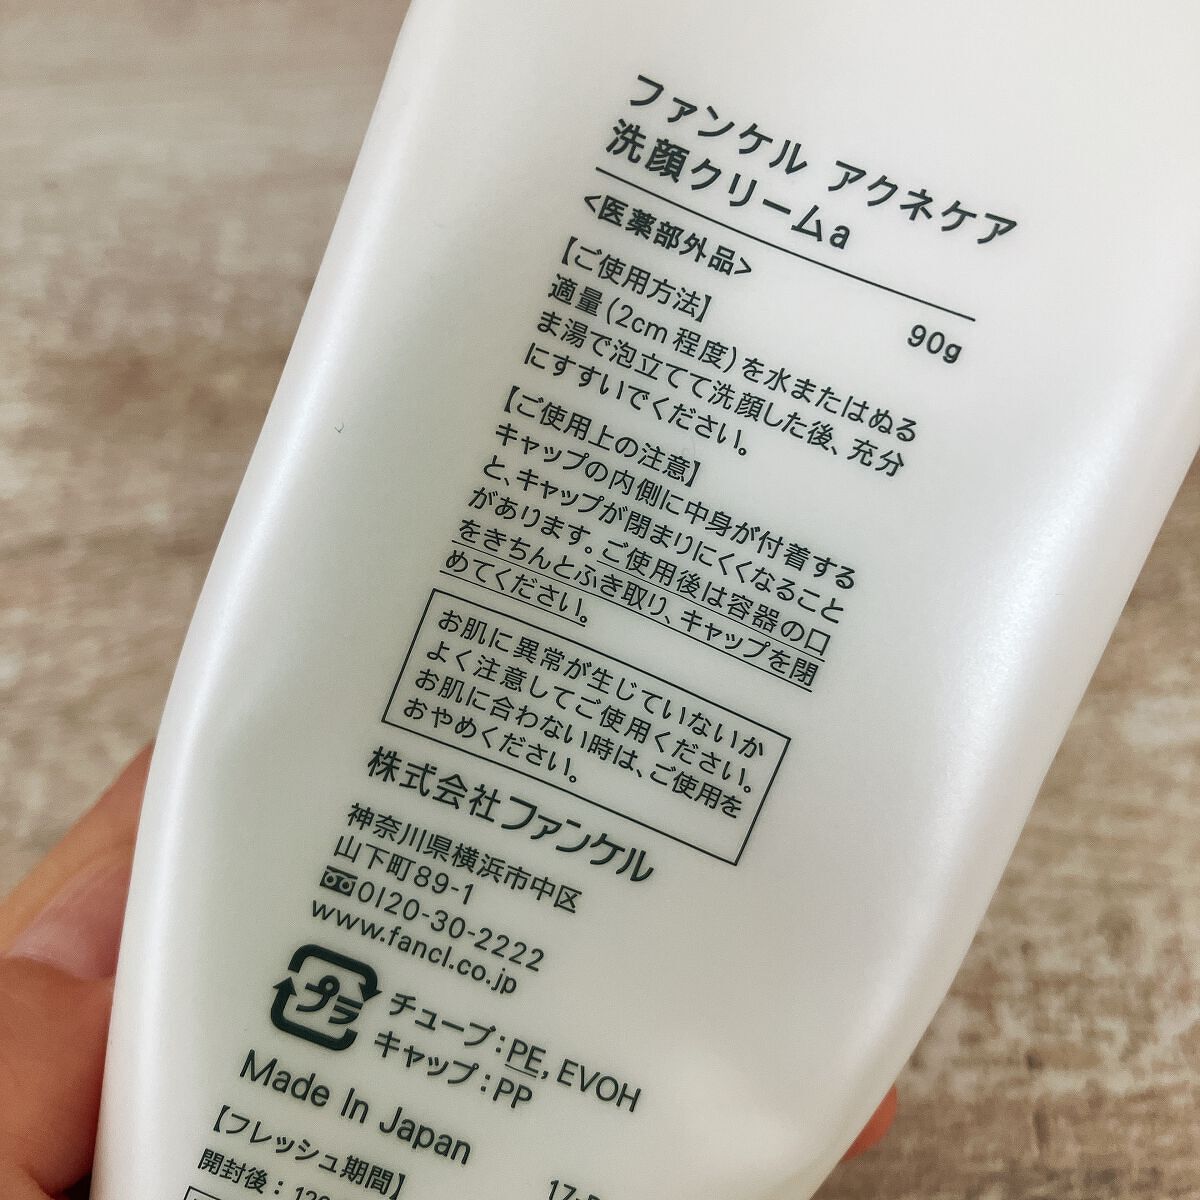 ファンケル アクネケア
洗顔クリームa
<医薬部外品>
90g
【ご使用方法】
適量(2cm 程度)を水またはぬる
ま湯で泡立てて洗顔した後、充分
にすすいでください。
【ご使用上の注意】
キャップの内側に中身が付着する
と、キャップが閉まりにくくなること
があります。ご使用後は容器の口
をきちんとふき取り、キャップを閉
めてください。
お肌に異常が生じていないか
よく注意してご使用ください。
お肌に合わない時は、ご使用を
おやめください。
株式会社ファンケル
神奈川県横浜市中区
山下町89-1
0120-30-2222
www.fancl.co.jp
プラ
チューブ:PE, EVOH
キャップ:PP
Made In Japan
【フレッシュ期間】
開封後: